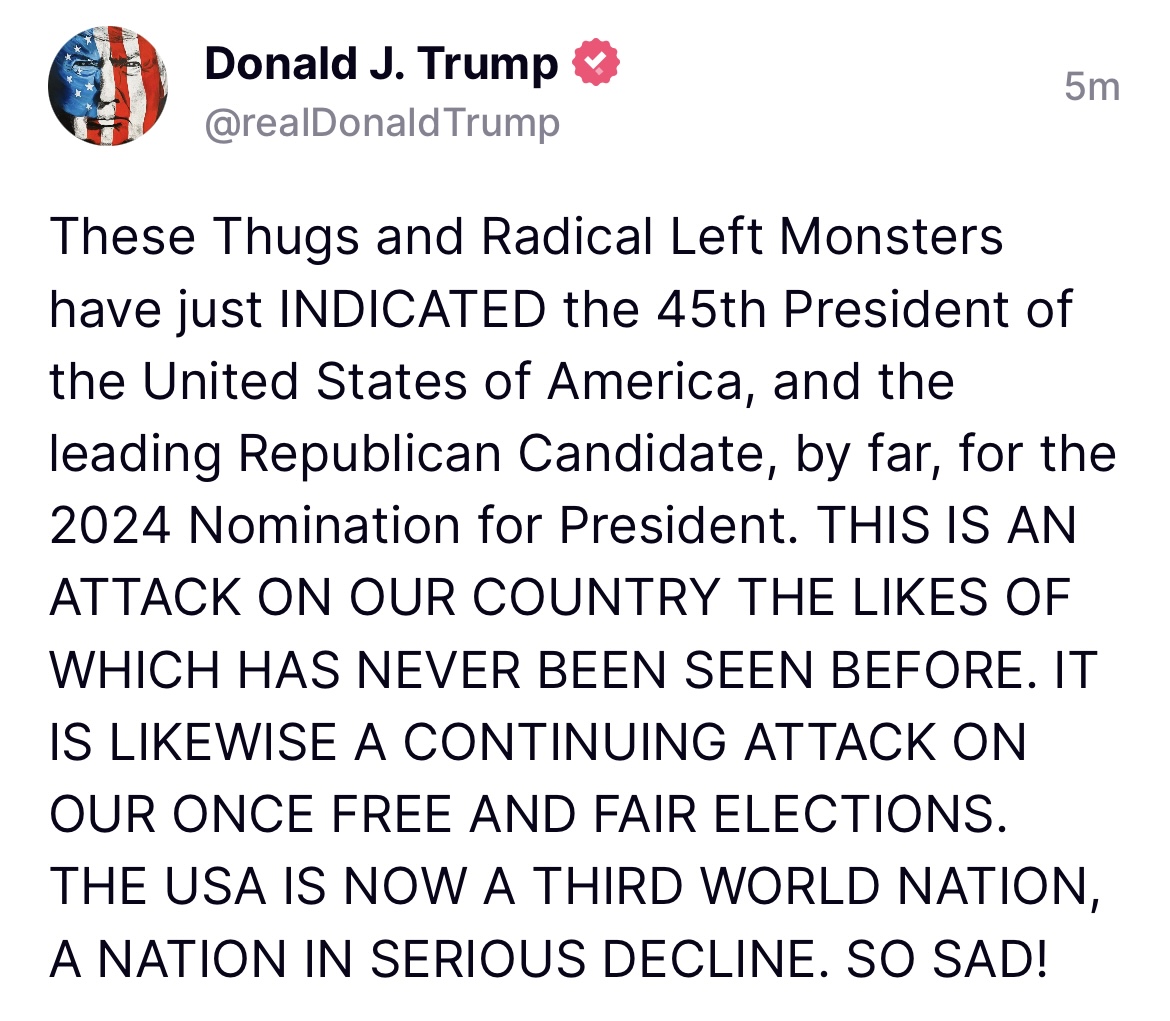 Donald J. Trump
5m
@realDonaldTrump
These Thugs and Radical Left Monsters
have just INDICATED the 45th President of
the United States of America, and the
leading Republican Candidate, by far, for the
2024 Nomination for President. THIS IS AN
ATTACK ON OUR COUNTRY THE LIKES OF
WHICH HAS NEVER BEEN SEEN BEFORE. IT
IS LIKEWISE A CONTINUING ATTACK ON
OUR ONCE FREE AND FAIR ELECTIONS.
THE USA IS NOW A THIRD WORLD NATION,
A NATION IN SERIOUS DECLINE. SO SAD!